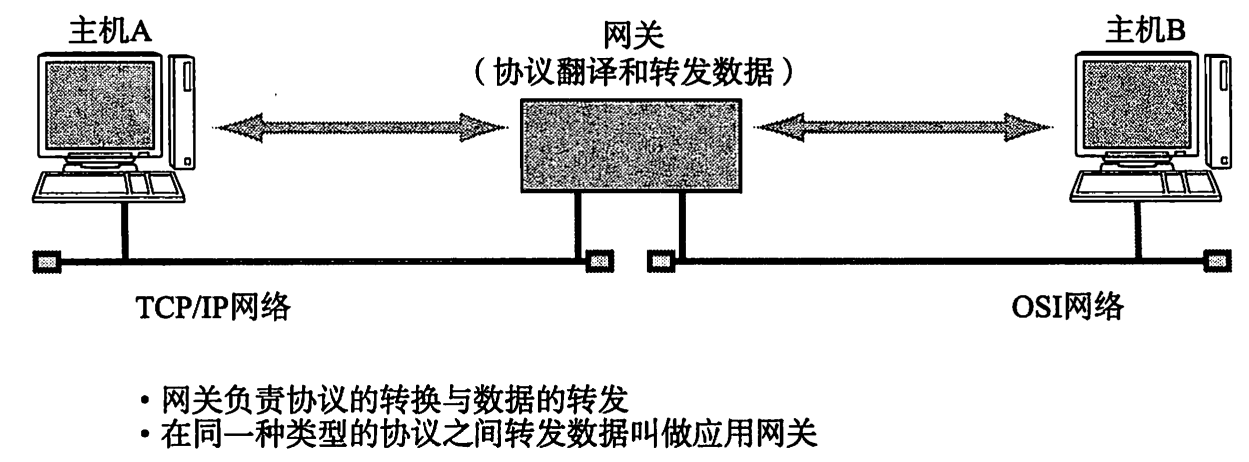 主机A
网关
（协议翻译和转发数据）
主机B
TCP/IP网络
OSI网络
·网关负责协议的转换与数据的转发
·在同一种类型的协议之间转发数据叫做应用网关